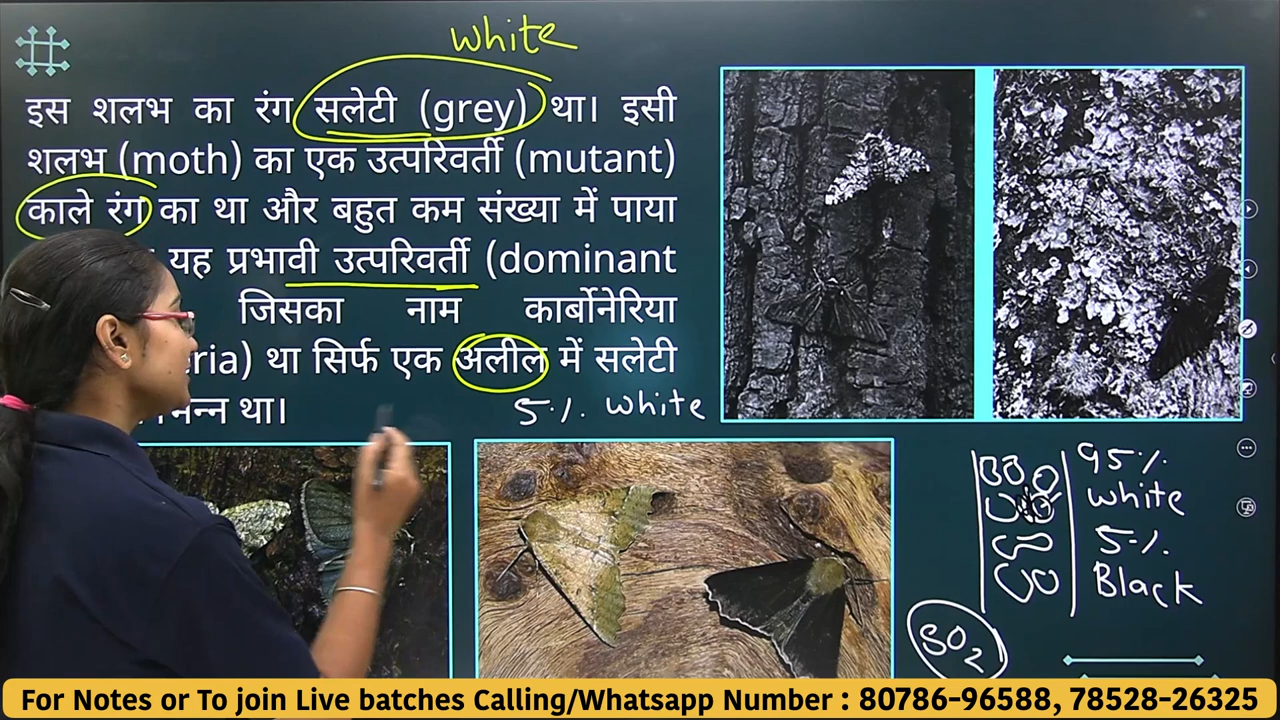 white
इस शलभ का रंग सलेटी (grey) था। इसी
शलभ (moth) का एक उत्परिवर्ती (mutant)
काले रंग का था और बहुत कम संख्या में पाया
यह प्रभावी उत्परिवर्ती (dominant
जिसका नाम कार्बोनेरिया
ria) था सिर्फ एक अलील में सलेटी
भिन्न था।
5.%. white
95%.
white
5%.
Black
SO2
For Notes or To join Live batches Calling/Whatsapp Number : 80786-96588, 78528-26325